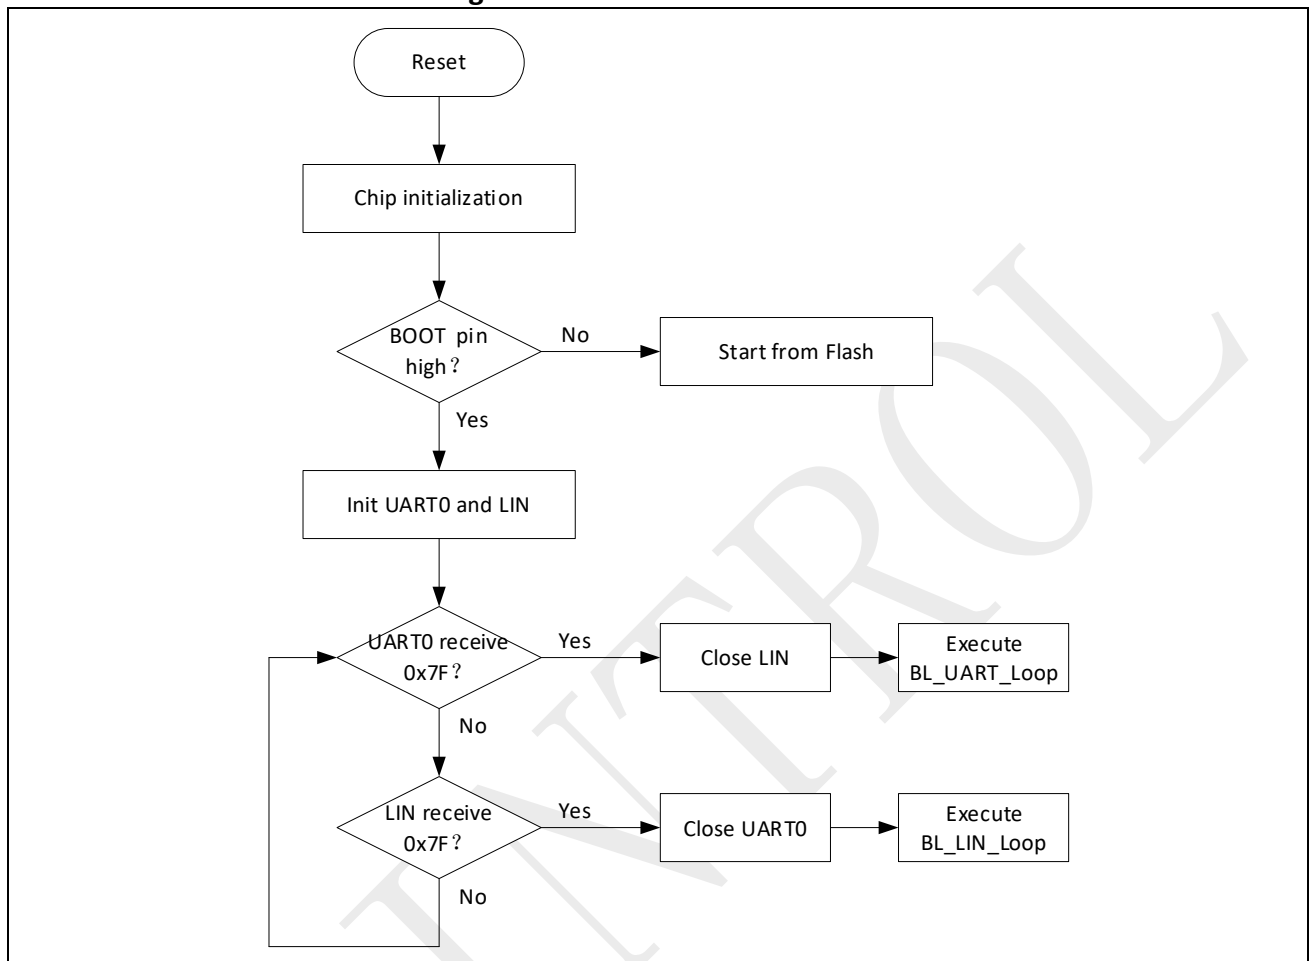 Reset
Chip initialization
BOOT pin
high？
No
Start from Flash
Yes
Init UART0 and LIN
UART0 receive
0x7F？
Yes
Close LIN
Execute
BL_UART_Loop
No
LIN receive
0x7F？
Yes
Close UART0
Execute
BL_LIN_Loop
No
NTROL